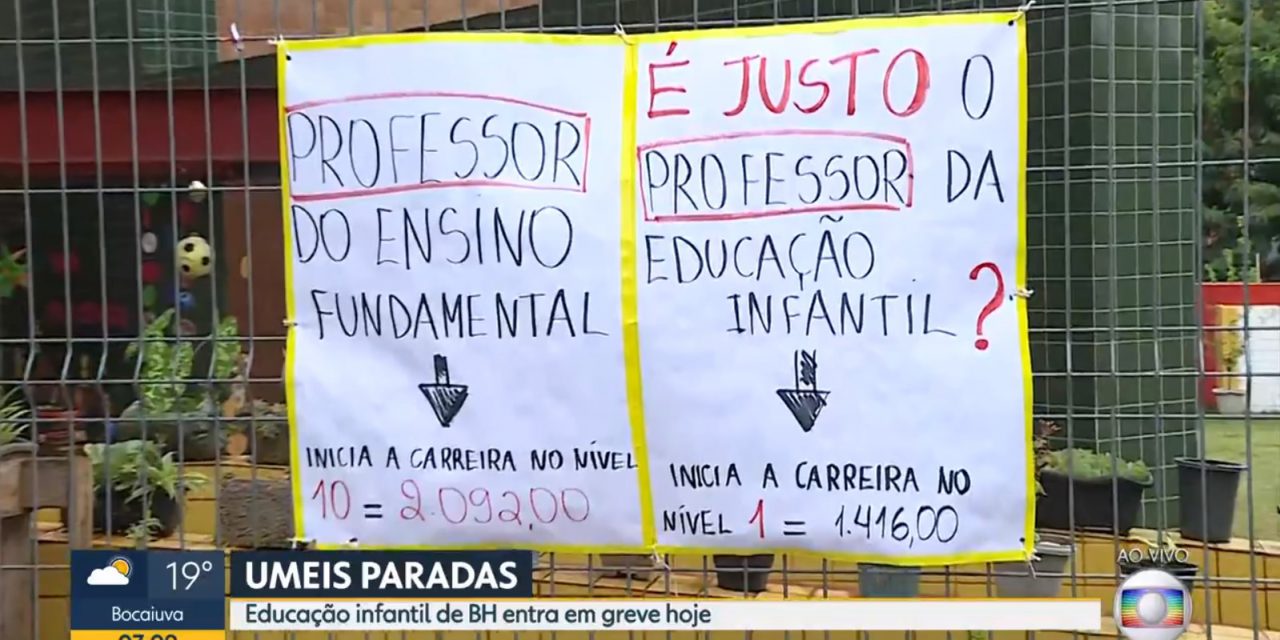 PROFESSOR
DO ENSINO
FUNDAMENTAL
INICIA A CARREIRA NO NÍVEL
10 = 2.092,00
É JUSTO O
PROFESSOR DA
EDUCAÇÃO
INFANTIL ?
INICIA A CARREIRA NO
NÍVEL 1 = 1.416,00
AO VIVO
19°
Bocaiuva
UMEIS PARADAS
Educação infantil de BH entra em greve hoje